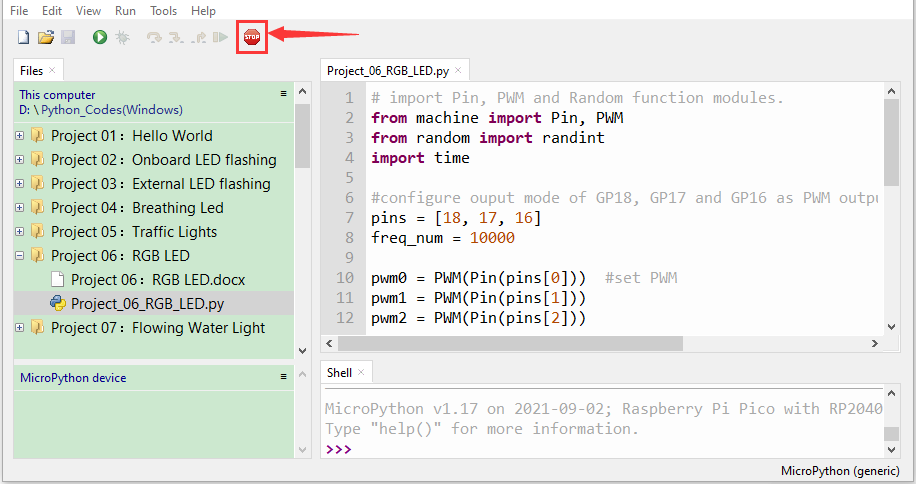 File Edit View Run Tools Help
STOP
Files
This computer
D: \ Python_Codes(Windows)
Project 01：Hello World
Project 02：Onboard LED flashing
Project 03：External LED flashing
Project 04：Breathing Led
Project 05：Traffic Lights
Project 06：RGB LED
Project 06：RGB LED.docx
Project_06_RGB_LED.py
Project 07：Flowing Water Light
MicroPython device
Project_06_RGB_LED.py
1 # import Pin, PWM and Random function modules.
2 from machine import Pin, PWM
3 from random import randint
4 import time
5
6 #configure ouput mode of GP18, GP17 and GP16 as PWM outpu
7 pins = [18, 17, 16]
8 freq_num = 10000
9
10 pwm0 = PWM(Pin(pins[0])) #set PWM
11 pwm1 = PWM(Pin(pins[1]))
12 pwm2 = PWM(Pin(pins[2]))
Shell
MicroPython v1.17 on 2021-09-02; Raspberry Pi Pico with RP2040
Type "help()" for more information.
>>>
MicroPython (generic)